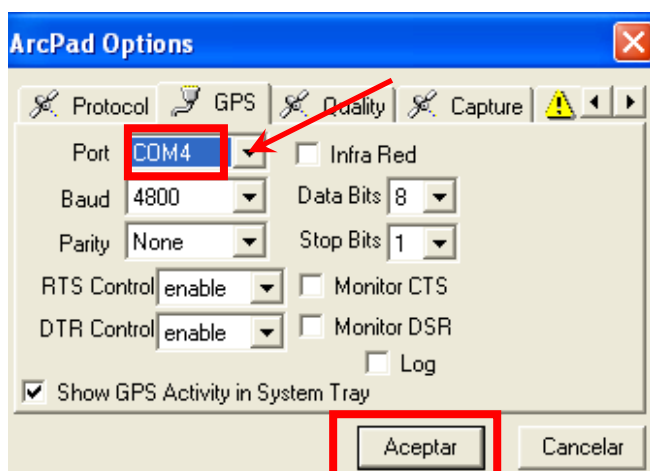 ArcPad Options
Protocol GPS Quality Capture
Port COM4 Infra Red
Baud 4800 Data Bits 8
Parity None Stop Bits 1
RTS Control enable Monitor CTS
DTR Control enable Monitor DSR
Log
Show GPS Activity in System Tray
Aceptar Cancelar